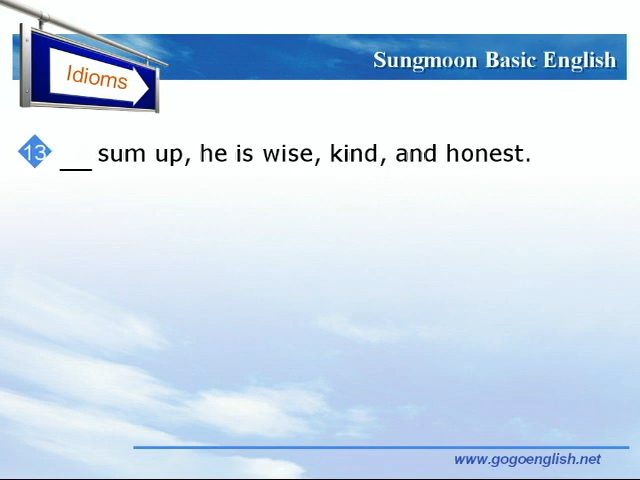 Sungmoon Basic English
Idioms
13 __ sum up, he is wise, kind, and honest.
www.gogoenglish.net